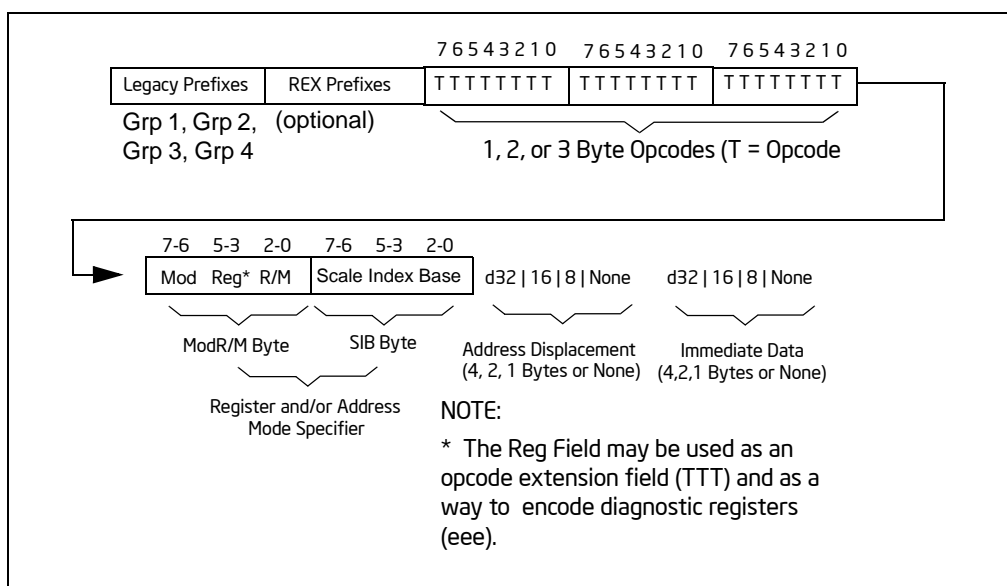 7 6 5 4 3 2 1 0 7 6 5 4 3 2 1 0 7 6 5 4 3 2 1 0
Legacy Prefixes REX Prefixes T T T T T T T T T T T T T T T T T T T T T T T T
Grp 1, Grp 2, (optional)
Grp 3, Grp 4
1, 2, or 3 Byte Opcodes (T = Opcode
7-6 5-3 2-0 7-6 5-3 2-0
Mod Reg* R/M Scale Index Base d32 | 16 | 8 | None d32 | 16 | 8 | None
ModR/M Byte SIB Byte Address Displacement Immediate Data
(4, 2, 1 Bytes or None) (4,2,1 Bytes or None)
Register and/or Address
Mode Specifier
NOTE:
* The Reg Field may be used as an
opcode extension field (TTT) and as a
way to encode diagnostic registers
(eee).